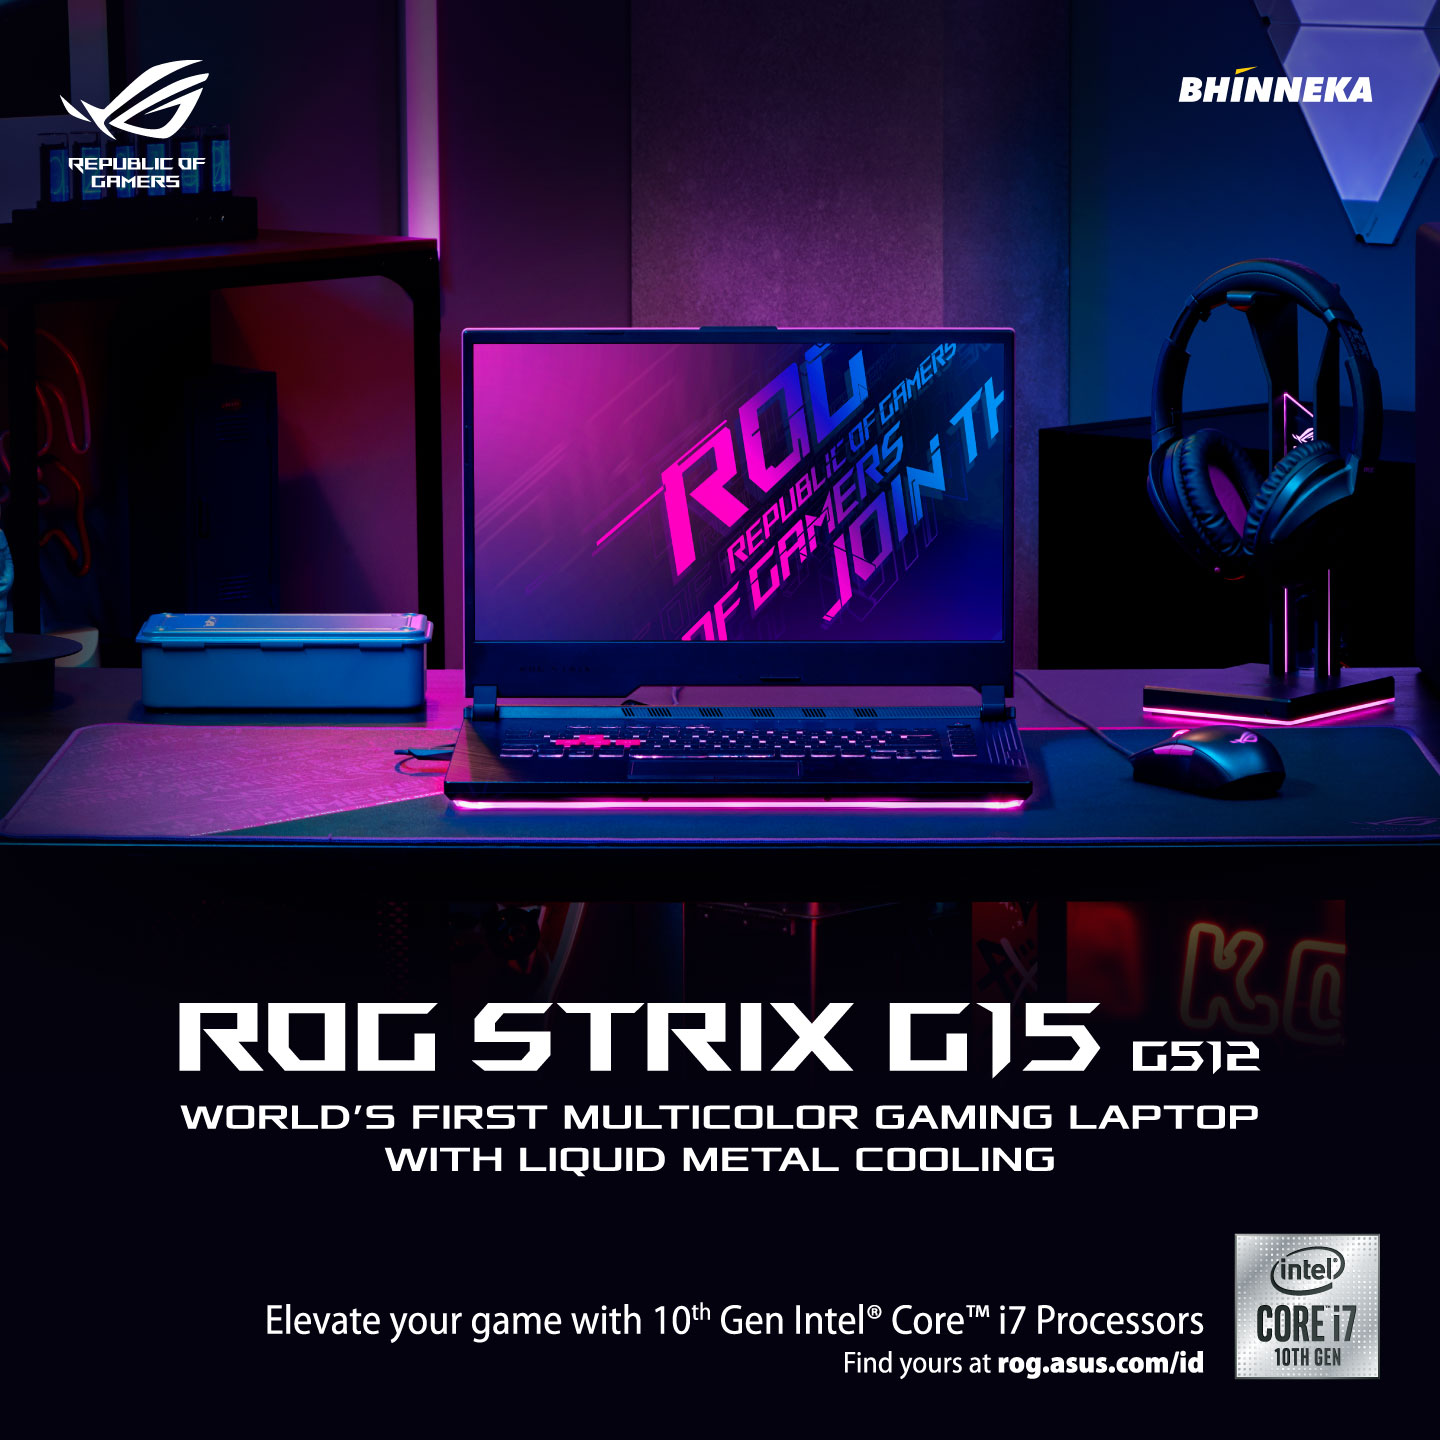 REPUBLIC OF
GAMERS
BHINNEKA
ROG
REPUBLIC OF GAMERS
OF GAMERS
JOIN TH
ROG STRIX G15 G512
WORLD'S FIRST MULTICOLOR GAMING LAPTOP
WITH LIQUID METAL COOLING
Elevate your game with 10th Gen Intel® Core™ i7 Processors
Find yours at rog.asus.com/id
intel®
CORE™ i7
10TH GEN